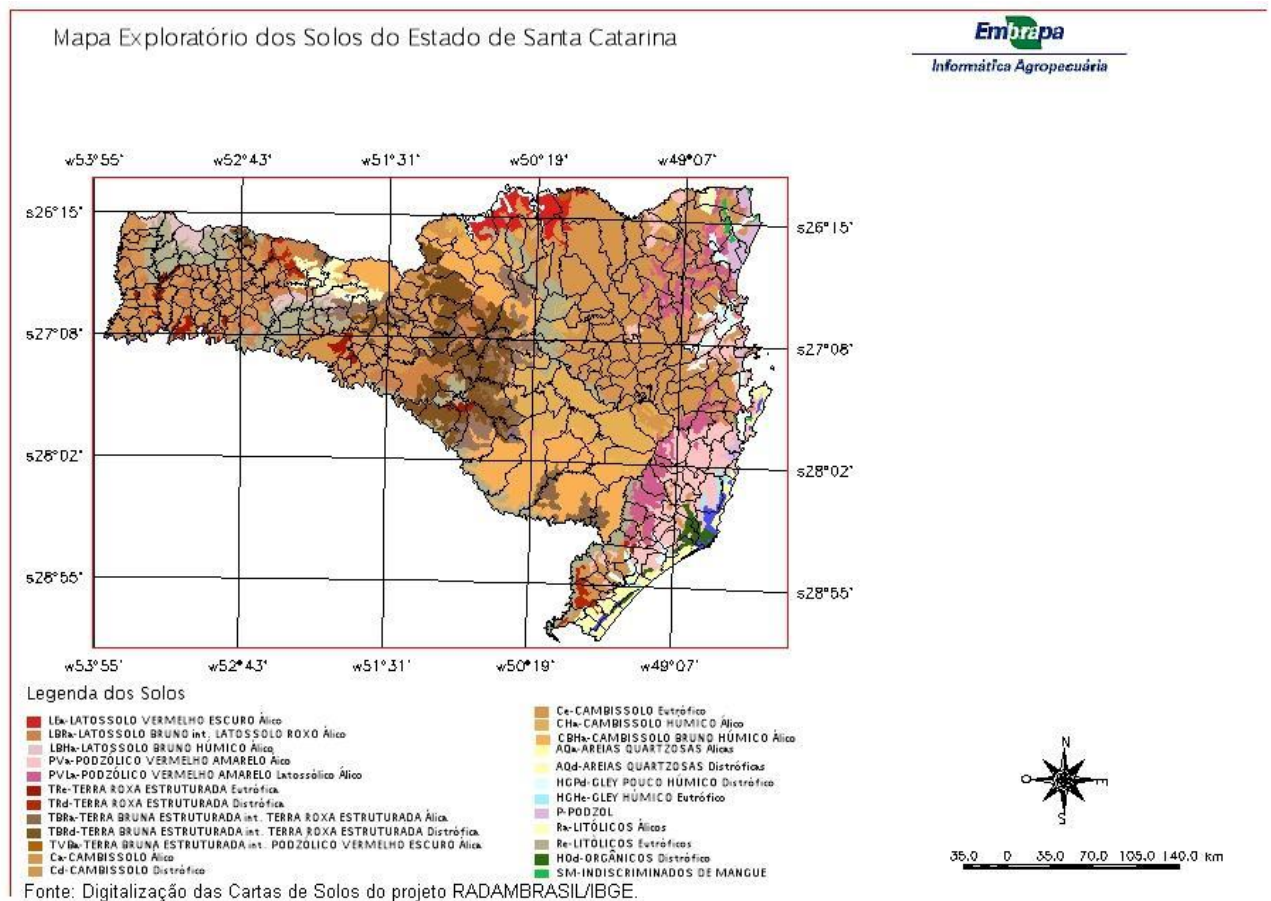 Mapa Exploratório dos Solos do Estado de Santa Catarina
Embrapa
Informática Agropecuária
w53°55' w52°43' w51°31' w50°19' w49°07'
s26°15' s26°15'
s27°08' s27°08'
s28°02' s28°02'
s28°55' s28°55'
w53°55' w52°43' w51°31' w50°19' w49°07'
Legenda dos Solos
LEa-LATOSSOLO VERMELHO ESCURO Álico
LBRa-LATOSSOLO BRUNO int. LATOSSOLO ROXO Álico
LBHa-LATOSSOLO BRUNO HÚMICO Álico
PVa-PODZÓLICO VERMELHO AMARELO Áico
PVLa-PODZÓLICO VERMELHO AMARELO Latossólico Álico
TRe-TERRA ROXA ESTRUTURADA Eutrófica
TRd-TERRA ROXA ESTRUTURADA Distrófica
TBRa-TERRA BRUNA ESTRUTURADA int. TERRA ROXA ESTRUTURADA Álica
TBRd-TERRA BRUNA ESTRUTURADA int. TERRA ROXA ESTRUTURADA Distrófica
TVBa-TERRA BRUNA ESTRUTURADA int. PODZÓLICO VERMELHO ESCURO Álica
Ca-CAMBISSOLO Álico
Cd-CAMBISSOLO Distrófico
Ce-CAMBISSOLO Eutrófico
CHa-CAMBISSOLO HÚMICO Álico
CBHa-CAMBISSOLO BRUNO HÚMICO Álico
AQa-AREIAS QUARTZOSAS Álicas
AQd-AREIAS QUARTZOSAS Distróficas
HGPd-GLEY POUCO HÚMICO Distrófico
HGHe-GLEY HÚMICO Eutrófico
P-PODZOL
Ra-LITÓLICOS Álicos
Re-LITÓLICOS Eutróficos
HOd-ORGÂNICOS Distrófico
SM-INDISCRIMINADOS DE MANGUE
N
O E
S
35.0 0 35.0 70.0 105.0 140.0 km
Fonte: Digitalização das Cartas de Solos do projeto RADAMBRASIL/IBGE.